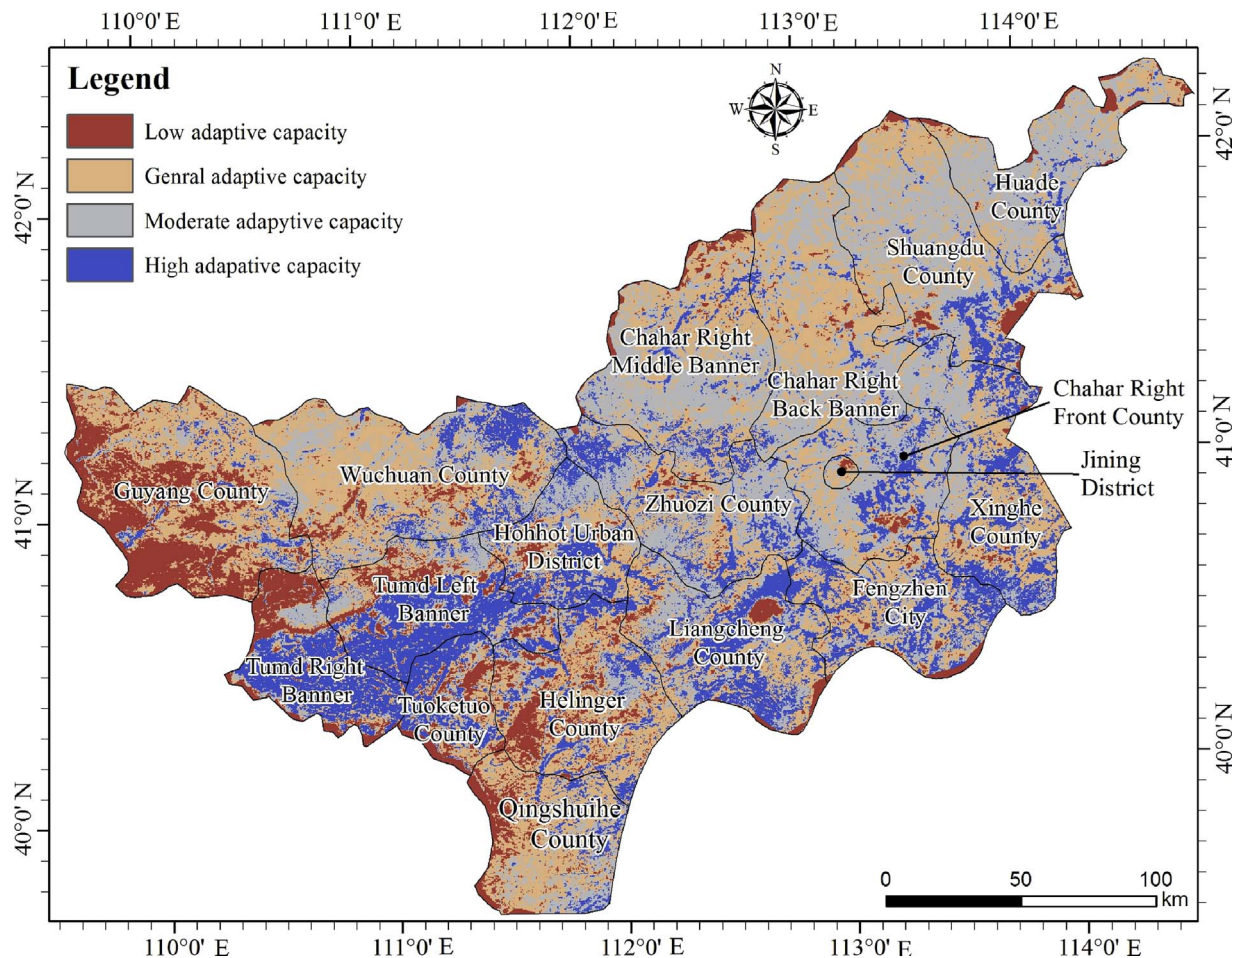 110°0' E
111°0' E
112°0' E
113°0' E
114°0' E
Legend
Low adaptive capacity
Genral adaptive capacity
Moderate adapytive capacity
High adapative capacity
N
W
E
S
42°0' N
41°0' N
40°0' N
42°0' N
41°0' N
40°0' N
Huade
County
Shuangdu
County
Chahar Right
Middle Banner
Chahar Right
Back Banner
Chahar Right
Front County
Jining
District
Guyang County
Wuchuan County
Zhuozi County
Xinghe
County
Hohhot Urban
District
Tumd Left
Banner
Fengzhen
City
Liangcheng
County
Tumd Right
Banner
Tuoketuo
County
Helinger
County
Qingshuihe
County
0
50
100
km
110°0' E
111°0' E
112°0' E
113°0' E
114°0' E